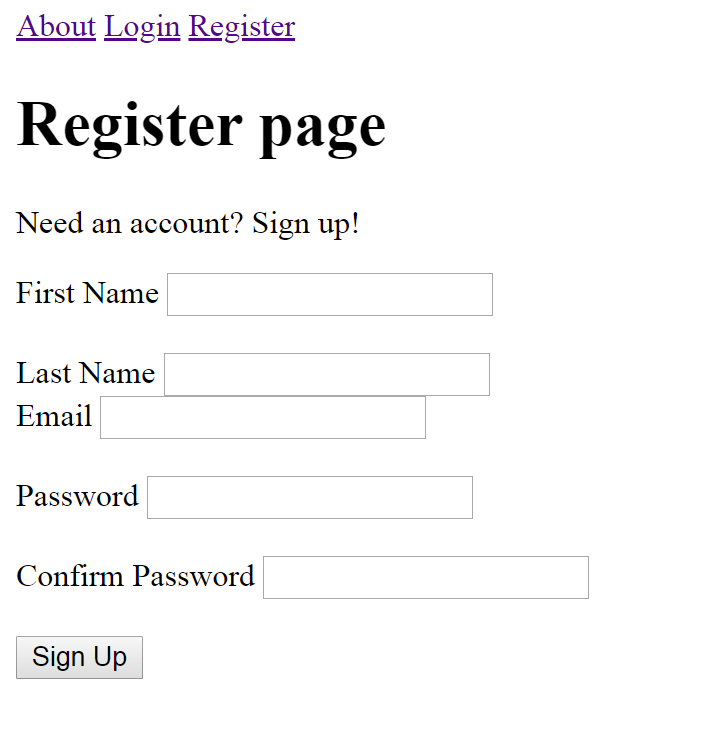 About Login Register
Register page
Need an account? Sign up!
First Name
Last Name
Email
Password
Confirm Password
Sign Up